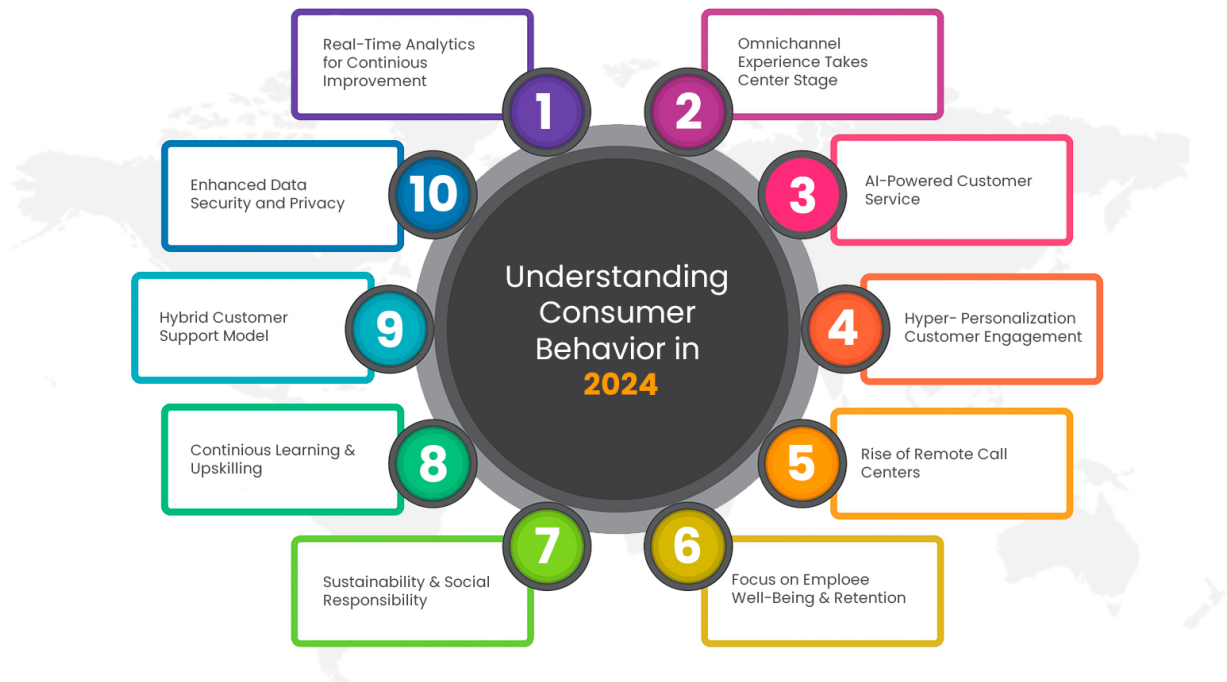 Understanding
Consumer
Behavior in
2024
1
Real-Time Analytics
for Continious
Improvement
2
Omnichannel
Experience Takes
Center Stage
3
AI-Powered Customer
Service
4
Hyper- Personalization
Customer Engagement
5
Rise of Remote Call
Centers
6
Focus on Emploee
Well-Being & Retention
7
Sustainability & Social
Responsibility
8
Continious Learning &
Upskilling
9
Hybrid Customer
Support Model
10
Enhanced Data
Security and Privacy